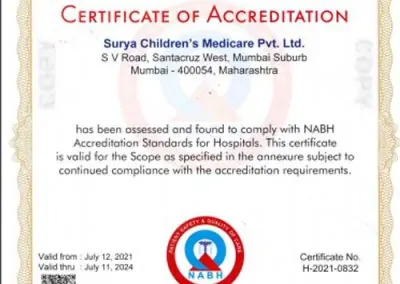 CERTIFICATE OF ACCREDITATION
Surya Children's Medicare Pvt. Ltd.
S V Road, Santacruz West, Mumbai Suburb
Mumbai - 400054, Maharashtra
COPY
COPY
has been assessed and found to comply with NABH
Accreditation Standards for Hospitals. This certificate
is valid for the Scope as specified in the annexure subject to
continued compliance with the accreditation requirements.
PATIENT SAFETY & QUALITY OF CARE
NABH
Valid from : July 12, 2021
Valid thru : July 11, 2024
Certificate No.
H-2021-0832